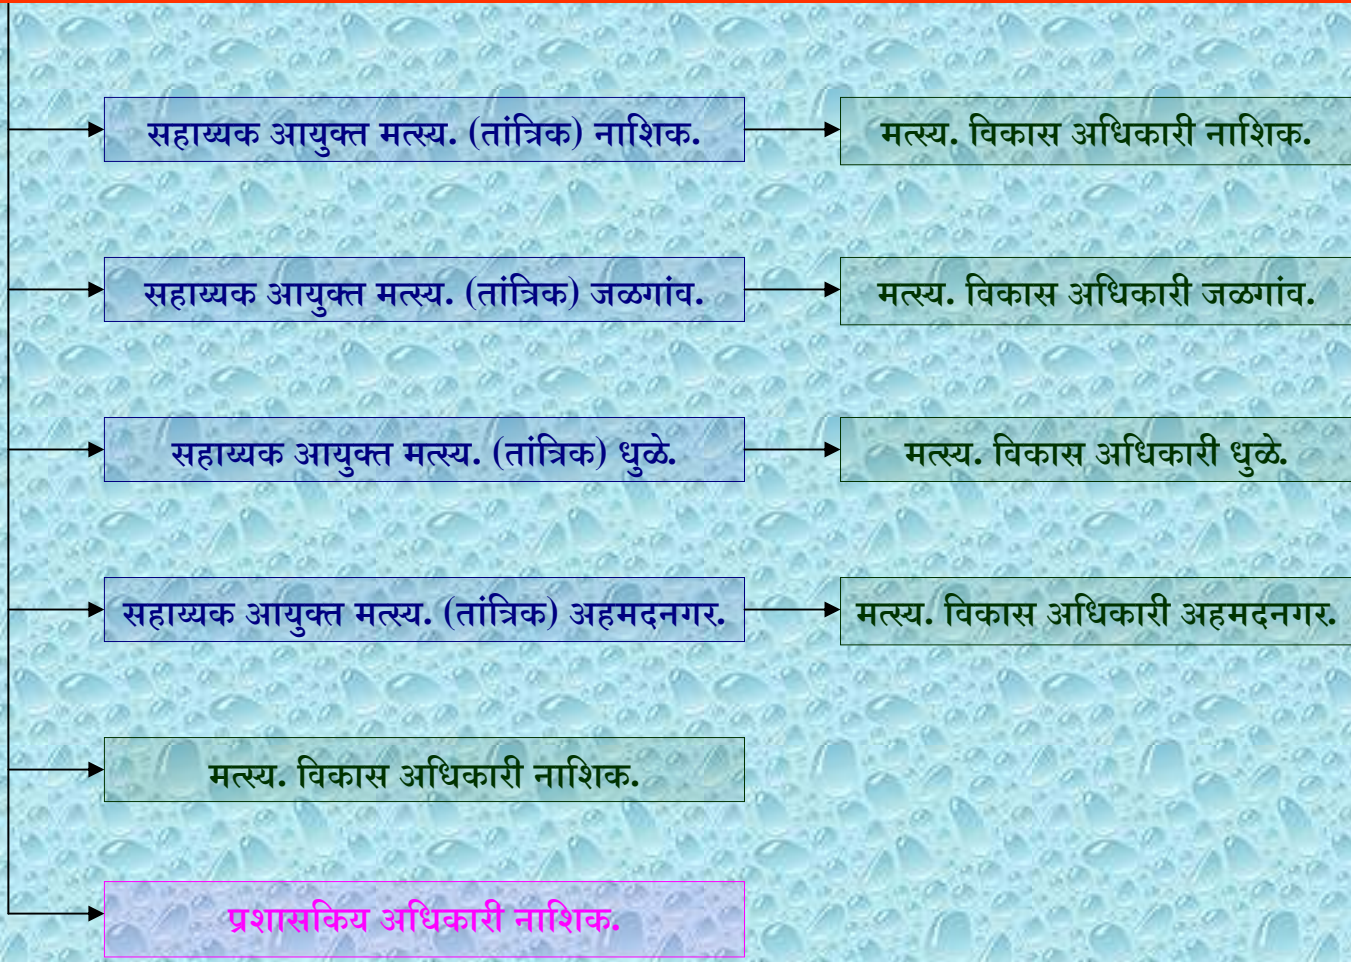 सहाय्यक आयुक्त मत्स्य. (तांत्रिक) नाशिक.
मत्स्य. विकास अधिकारी नाशिक.
सहाय्यक आयुक्त मत्स्य. (तांत्रिक) जळगांव.
मत्स्य. विकास अधिकारी जळगांव.
सहाय्यक आयुक्त मत्स्य. (तांत्रिक) धुळे.
मत्स्य. विकास अधिकारी धुळे.
सहाय्यक आयुक्त मत्स्य. (तांत्रिक) अहमदनगर.
मत्स्य. विकास अधिकारी अहमदनगर.
मत्स्य. विकास अधिकारी नाशिक.
प्रशासकिय अधिकारी नाशिक.